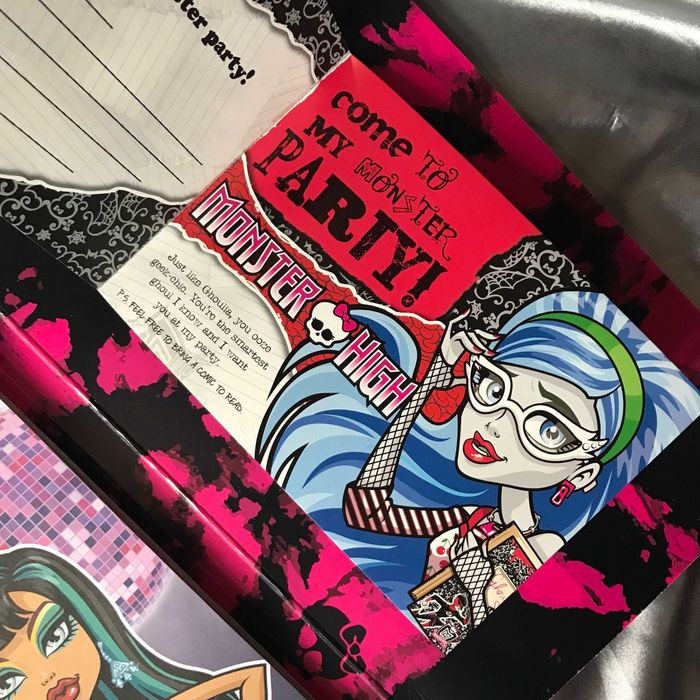 ster party!
COME TO
MY MONSTER
PARTY!
MONSTER
HIGH
Just like Ghoulia, you ooze
geek-chic. You're the smartest
ghoul I know and I want
you at my party.
P.S. FEEL FREE TO BRING A COMIC TO READ.